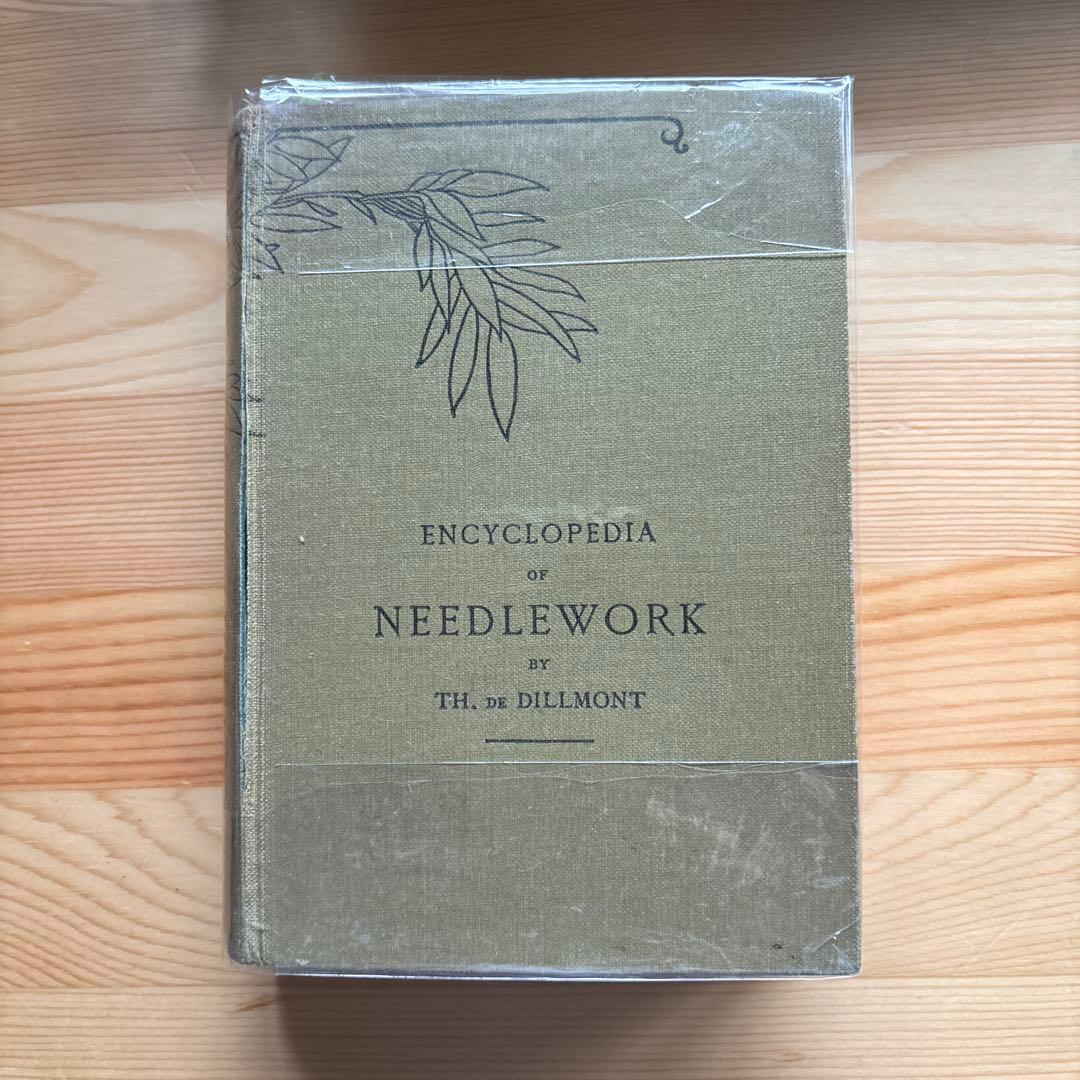 ENCYCLOPEDIA
OF
NEEDLEWORK
BY
TH. DE DILLMONT